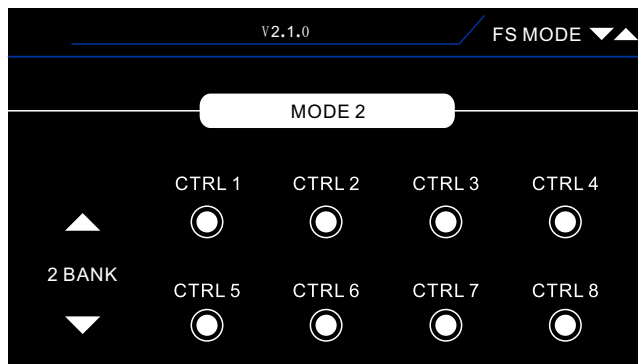 V2.1.0
FS MODE
MODE 2
CTRL 1 CTRL 2 CTRL 3 CTRL 4
2 BANK
CTRL 5 CTRL 6 CTRL 7 CTRL 8